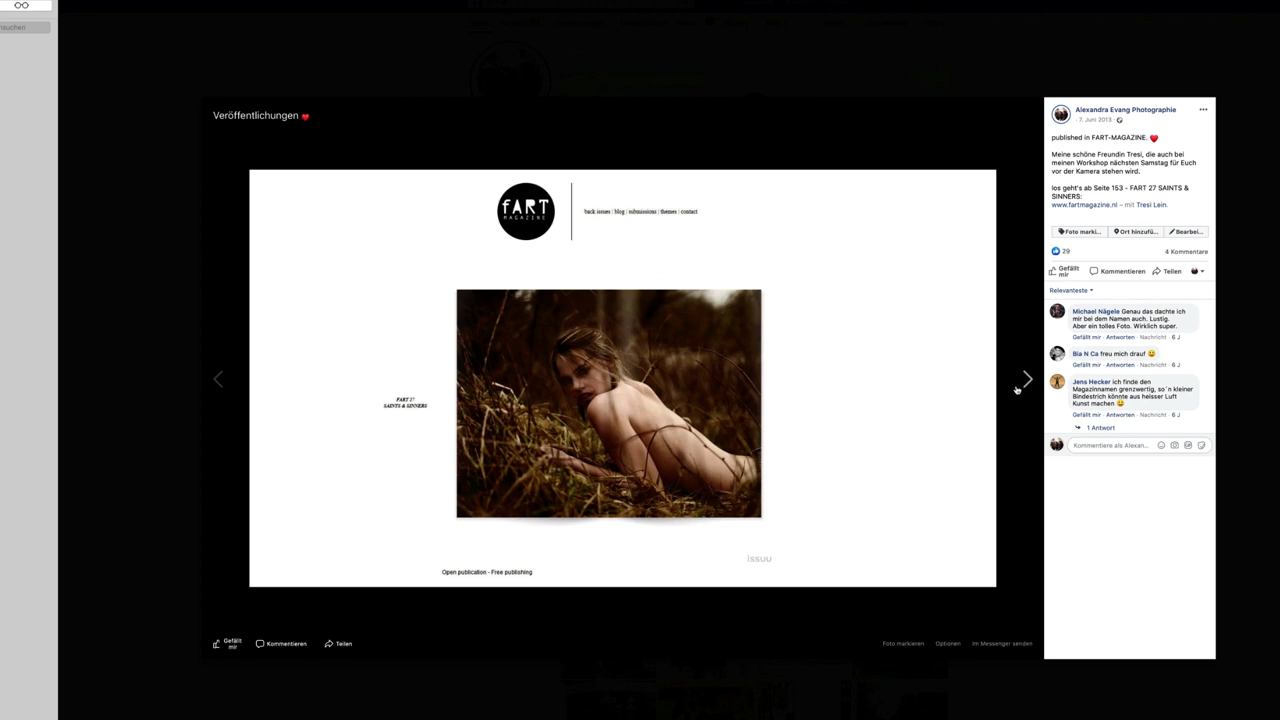 nsuchen
Veröffentlichungen ❤
fART
MAGAZINE
back issues | blog | submissions | themes | contact
FART 27
SAINTS & SINNERS
issuu
Open publication - Free publishing
Gefällt
mir
Kommentieren
Teilen
Foto markieren
Optionen
Im Messenger senden
Alexandra Evang Photographie
7. Juni 2013 ·
published in FART-MAGAZINE. ❤
Meine schöne Freundin Tresi, die auch bei
meinen Workshop nächsten Samstag für Euch
vor der Kamera stehen wird.
los geht's ab Seite 153 - FART 27 SAINTS &
SINNERS:
www.fartmagazine.nl – mit Tresi Lein.
Foto marki...
Ort hinzufü...
Bearbei...
29
4 Kommentare
Gefällt
mir
Kommentieren
Teilen
Relevanteste
Michael Nägele Genau das dachte ich
mir bei dem Namen auch. Lustig.
Aber ein tolles Foto. Wirklich super.
Gefällt mir · Antworten · Nachricht · 6 J
Bia N Ca freu mich drauf 😃
Gefällt mir · Antworten · Nachricht · 6 J
Jens Hecker ich finde den
Magazinnamen grenzwertig, so´n kleiner
Bindestrich könnte aus heisser Luft
Kunst machen 😃
Gefällt mir · Antworten · Nachricht · 6 J
1 Antwort
Kommentiere als Alexan...